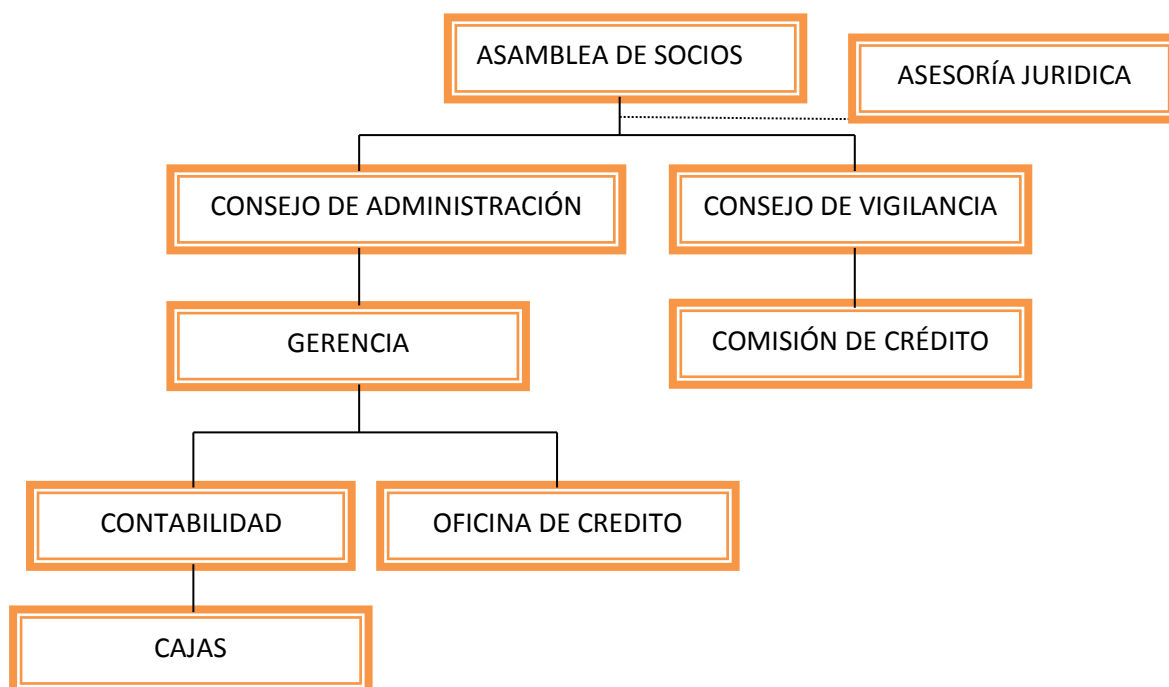 ASAMBLEA DE SOCIOS
ASESORÍA JURIDICA
CONSEJO DE ADMINISTRACIÓN
CONSEJO DE VIGILANCIA
GERENCIA
COMISIÓN DE CRÉDITO
CONTABILIDAD
OFICINA DE CREDITO
CAJAS